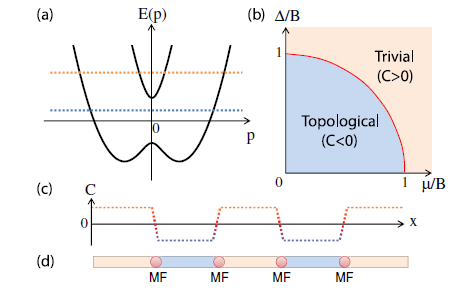 (a)
E(p)
0
p
(b) Δ/B
1
Trivial
(C>0)
Topological
(C<0)
0
1 μ/B
(c)
C
0
x
(d)
MF MF MF MF